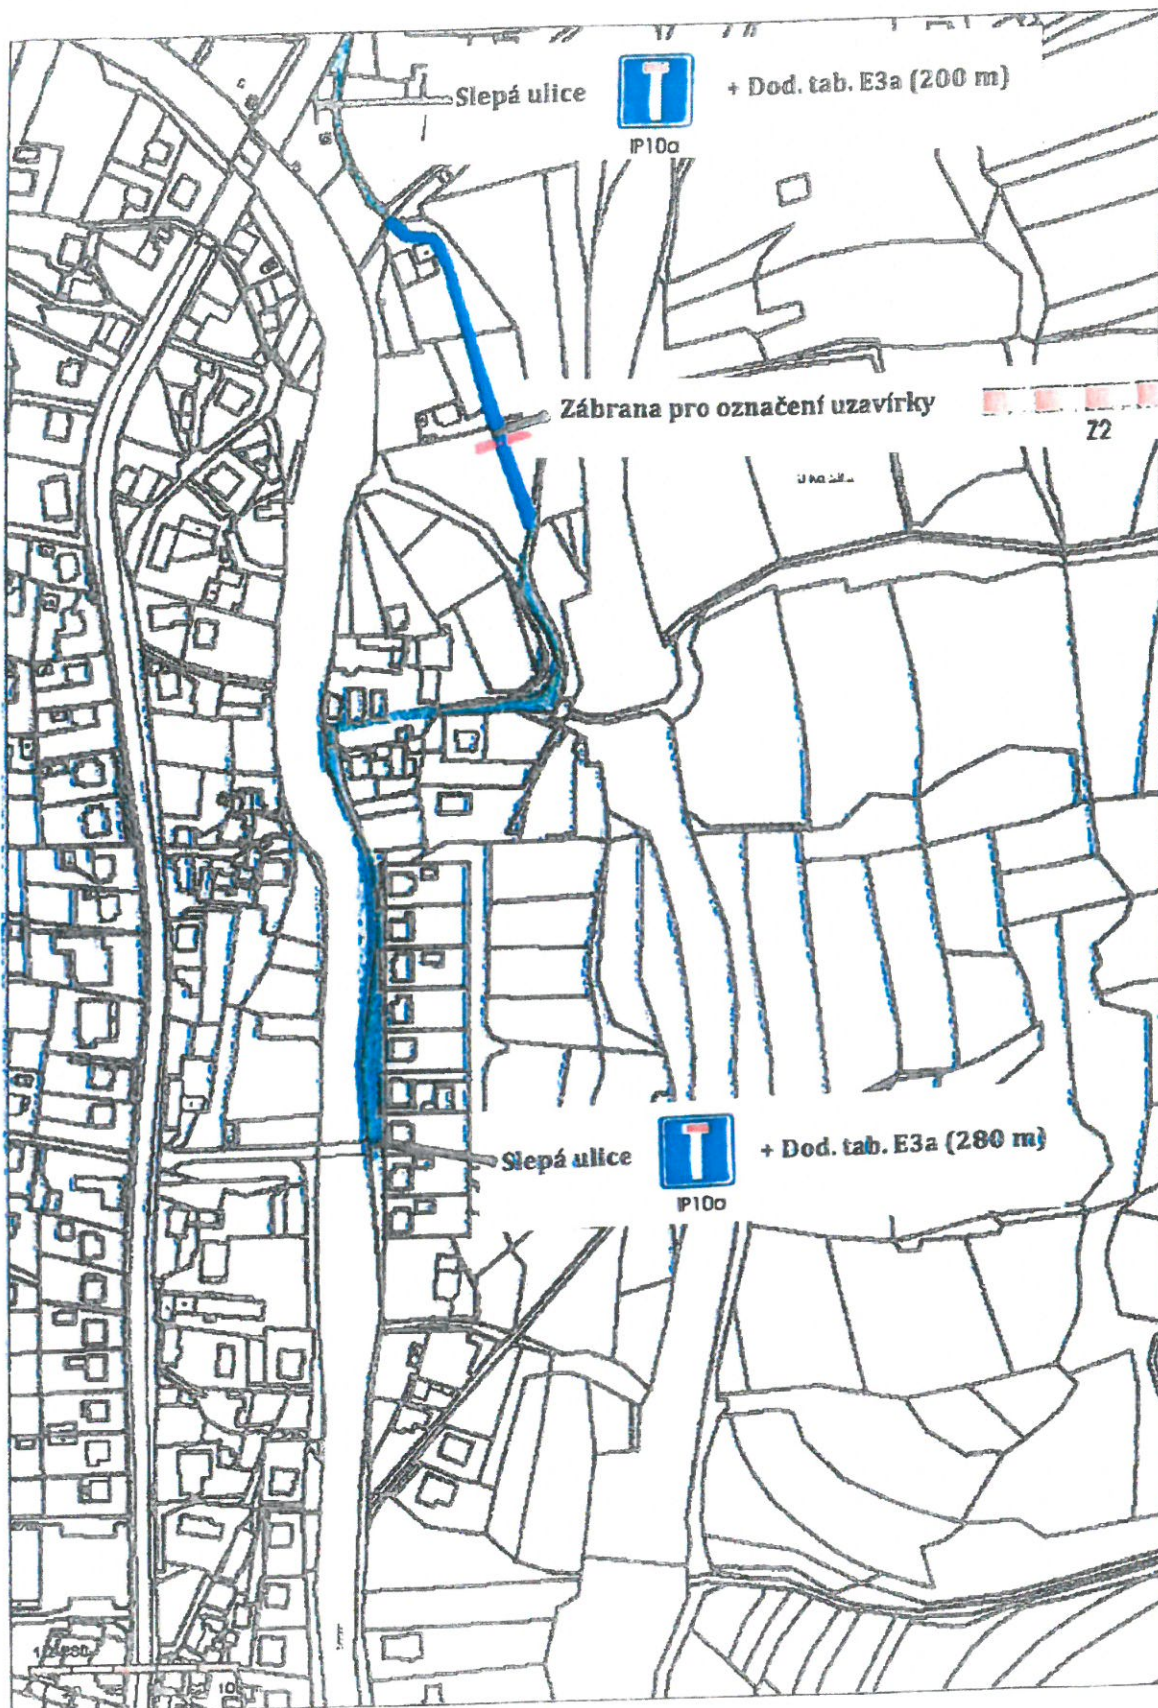 Slepá ulice
+ Dod. tab. E3a (200 m)
IP10a
Zábrana pro označení uzavírky
Z2
Slepá ulice
+ Dod. tab. E3a (280 m)
IP10a